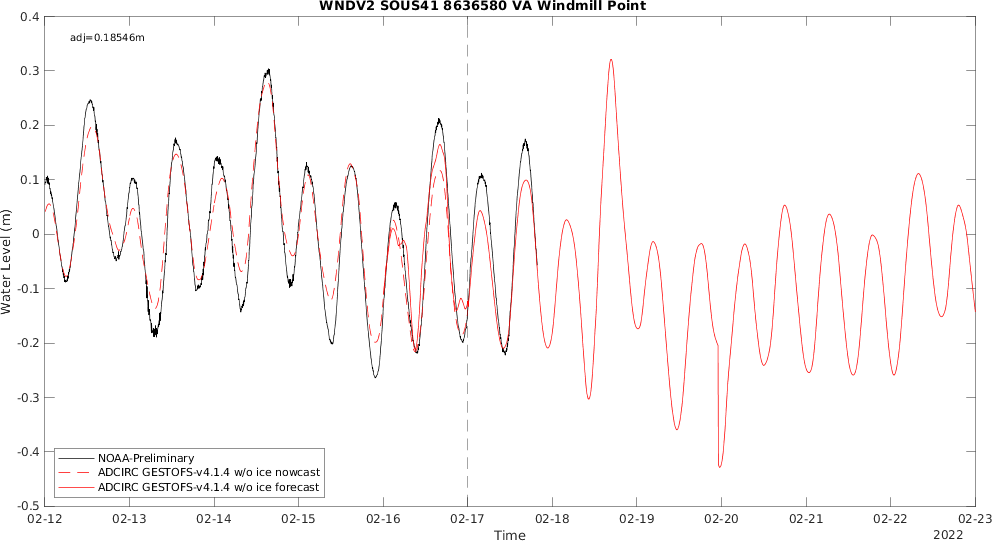 WNDV2 SOUS41 8636580 VA Windmill Point
adj=0.18546m
0.4
0.3
0.2
0.1
0
-0.1
-0.2
-0.3
-0.4
-0.5
Water Level (m)
NOAA-Preliminary
ADCIRC GESTOFS-v4.1.4 w/o ice nowcast
ADCIRC GESTOFS-v4.1.4 w/o ice forecast
02-12 02-13 02-14 02-15 02-16 02-17 02-18 02-19 02-20 02-21 02-22 02-23
Time
2022